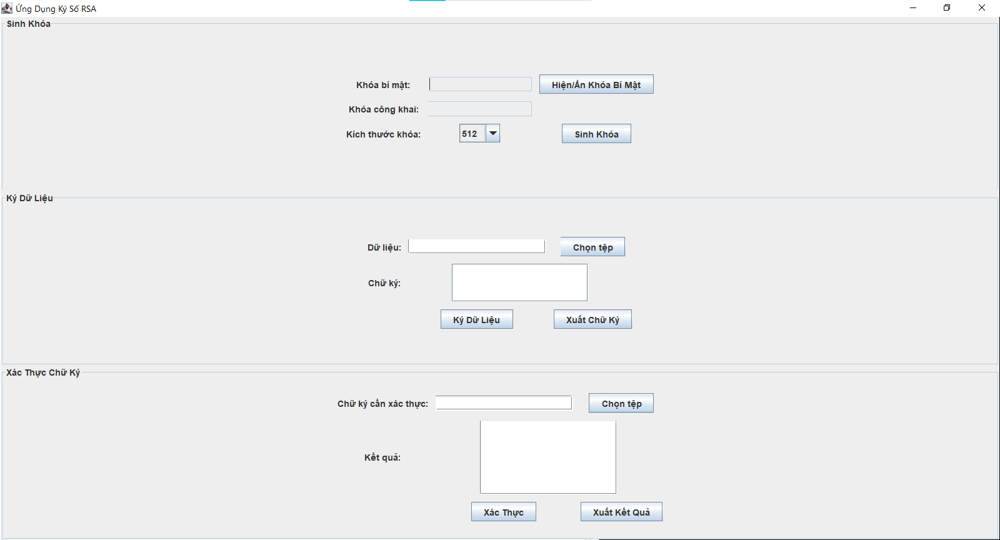 Ứng Dụng Ký Số RSA
Sinh Khóa
Khóa bí mật:
Hiện/Ẩn Khóa Bí Mật
Khóa công khai:
Kích thước khóa:
512
Sinh Khóa
Ký Dữ Liệu
Dữ liệu:
Chọn tệp
Chữ ký:
Ký Dữ Liệu
Xuất Chữ Ký
Xác Thực Chữ Ký
Chữ ký cần xác thực:
Chọn tệp
Kết quả:
Xác Thực
Xuất Kết Quả